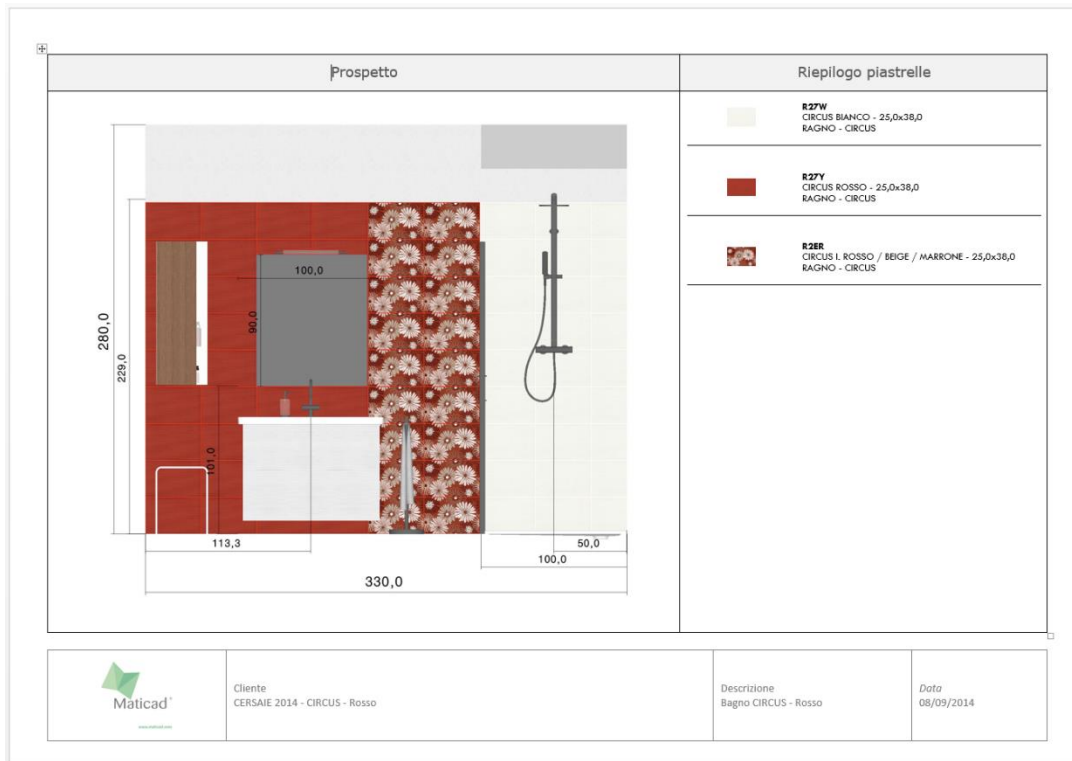 Prospetto
Riepilogo piastrelle
280,0
229,0
100,0
90,0
101,0
113,3
50,0
100,0
330,0
R27W
CIRCUS BIANCO - 25,0x38,0
RAGNO - CIRCUS
R27Y
CIRCUS ROSSO - 25,0x38,0
RAGNO - CIRCUS
R2ER
CIRCUS I. ROSSO / BEIGE / MARRONE - 25,0x38,0
RAGNO - CIRCUS
Maticad®
www.maticad.com
Cliente
CERSAIE 2014 - CIRCUS - Rosso
Descrizione
Bagno CIRCUS - Rosso
Data
08/09/2014